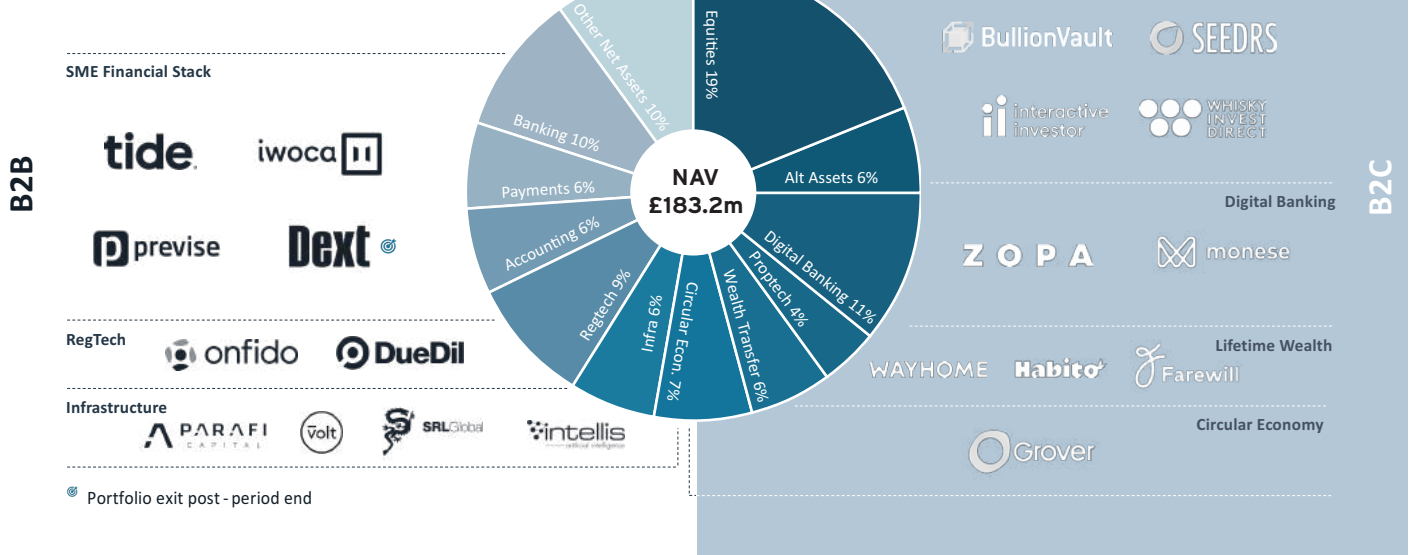 B2B
SME Financial Stack
tide
iwoca
previse
Dext
RegTech
onfido
DueDil
Infrastructure
PARAFI
CAPITAL
volt
SRLGlobal
intellis
artificial intelligence
Portfolio exit post - period end
Other Net Assets 10%
Banking 10%
Payments 6%
Accounting 6%
Regtech 9%
Infra 6%
Circular Econ. 7%
Wealth Transfer 6%
Proptech 4%
Digital Banking 11%
Alt Assets 6%
Equities 19%
NAV
£183.2m
BullionVault
SEEDRS
interactive
investor
WHISKY
INVEST
DIRECT
Digital Banking
ZOPA
monese
Lifetime Wealth
WAYHOME
Habito
Farewill
Circular Economy
Grover
B2C